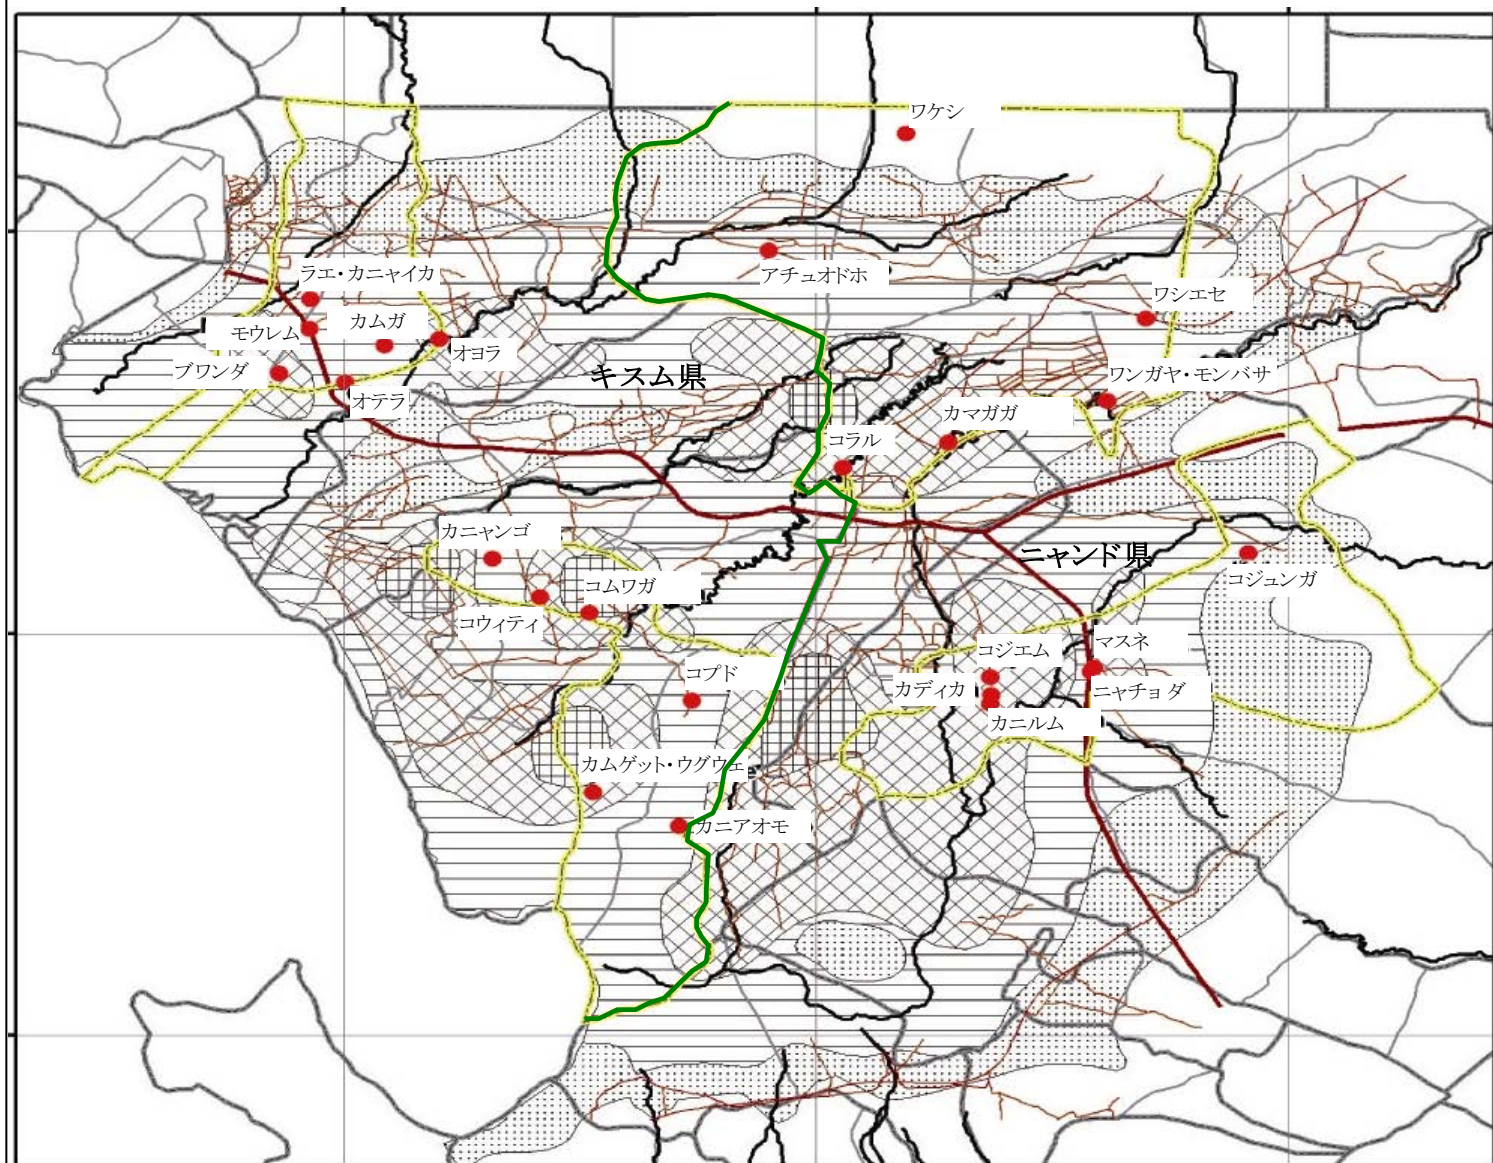 ワケシ
アチュオドホ
ラエ・カニャイカ
ワシエセ
モウレム
カムガ
オヨラ
ブワンダ
キスム県
ワンガヤ・モンバサ
オテラ
カマガガ
コラル
カニャンゴ
ニャンド県
コジュンガ
コムワガ
コウィティ
マスネ
コジエム
コプド
カディカ
ニャチョダ
カニルム
カムゲット・ウグウェ
カニアオモ